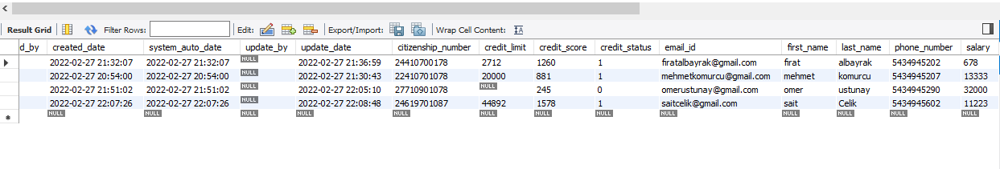 Result Grid Filter Rows: Edit: Export/Import: Wrap Cell Content: IA
d_by created_date system_auto_date update_by update_date citizenship_number credit_limit credit_score credit_status email_id first_name last_name phone_number salary
2022-02-27 21:32:07 2022-02-27 21:32:07 NULL 2022-02-27 21:36:59 24410700178 2712 1260 1 firatalbayrak@gmail.com firat albayrak 5434945202 678
2022-02-27 20:54:00 2022-02-27 20:54:00 NULL 2022-02-27 21:30:43 22410701078 20000 881 1 mehmetkomurcu@gmail.com mehmet komurcu 5434945207 13333
2022-02-27 21:51:02 2022-02-27 21:51:02 NULL 2022-02-27 22:05:10 27710901078 NULL 245 0 omerustunay@gmail.com omer ustunay 5434945290 32000
2022-02-27 22:07:26 2022-02-27 22:07:26 NULL 2022-02-27 22:08:48 24619701087 44892 1578 1 saitcelik@gmail.com sait Celik 5434945602 11223
NULL NULL NULL NULL NULL NULL NULL NULL NULL NULL NULL NULL NULL